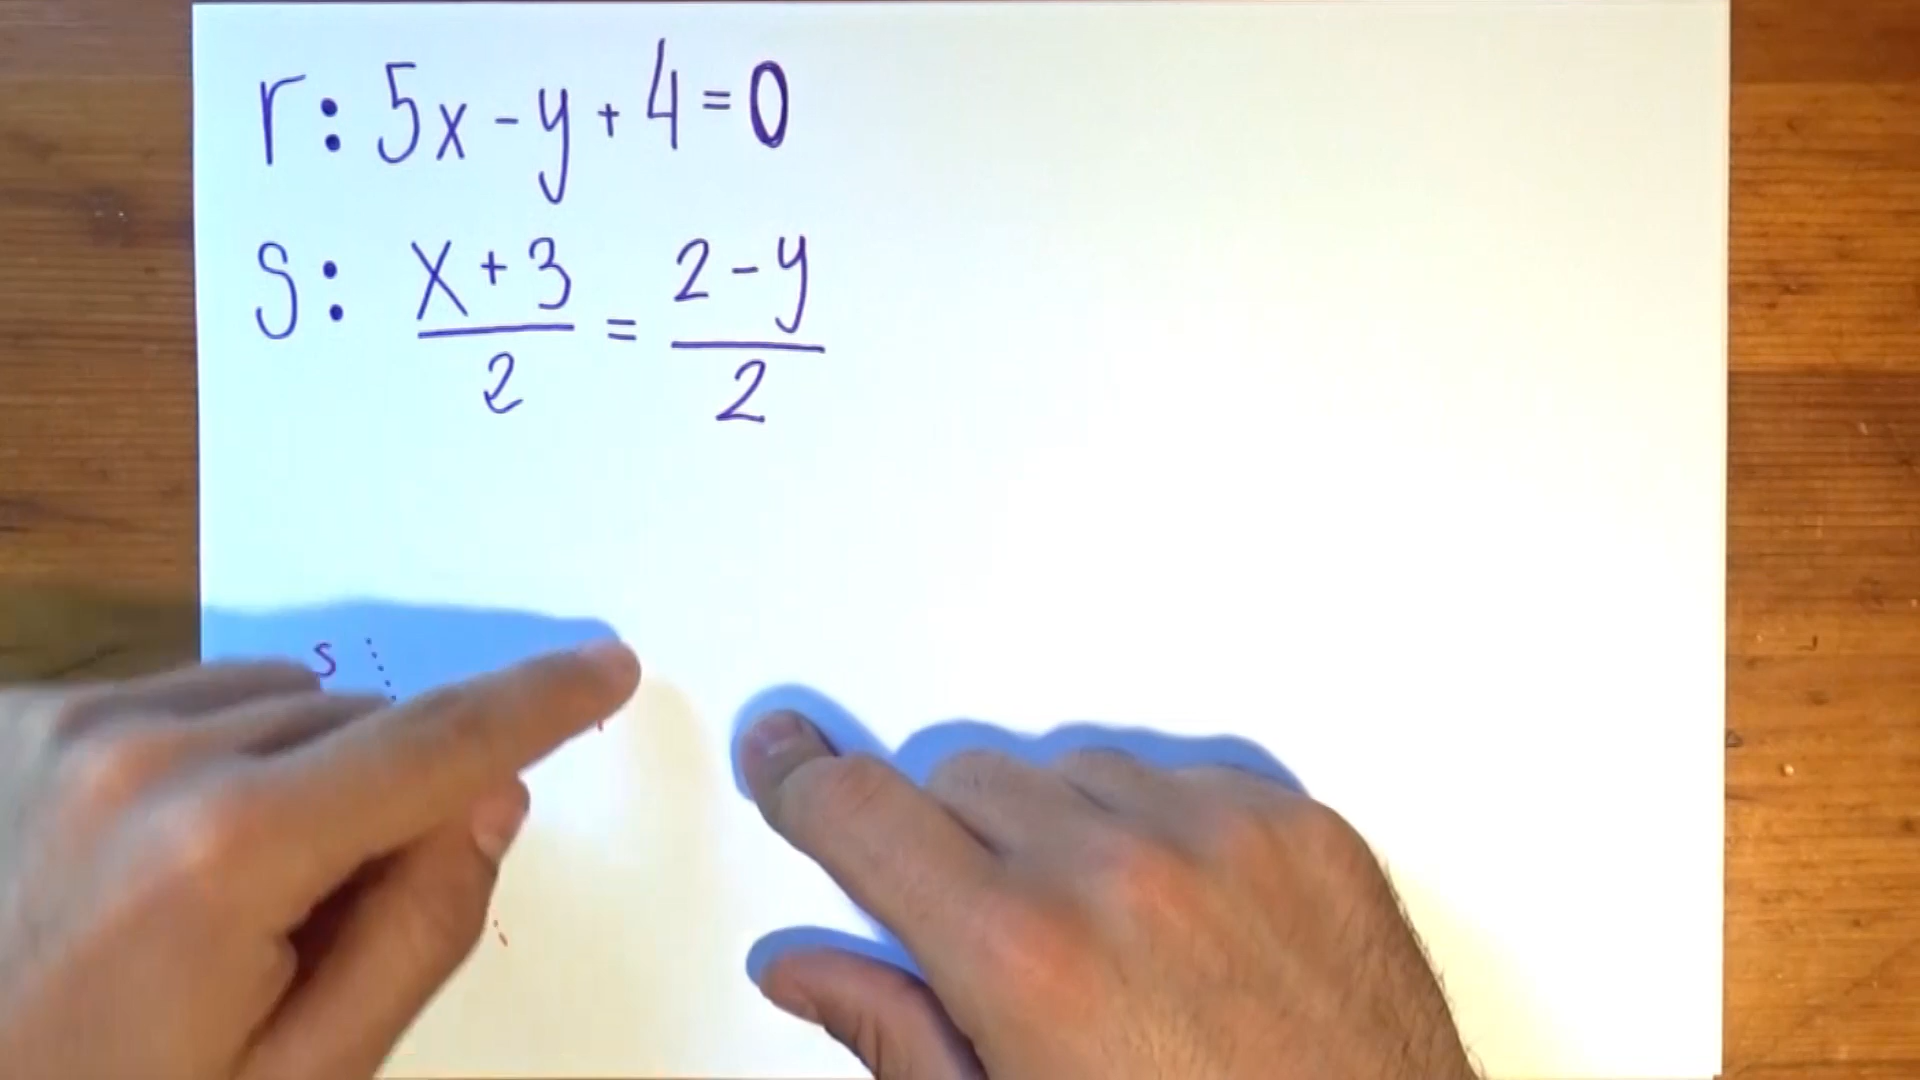 r: 5x - y + 4 = 0
s: (x + 3)/2 = (2 - y)/2
s